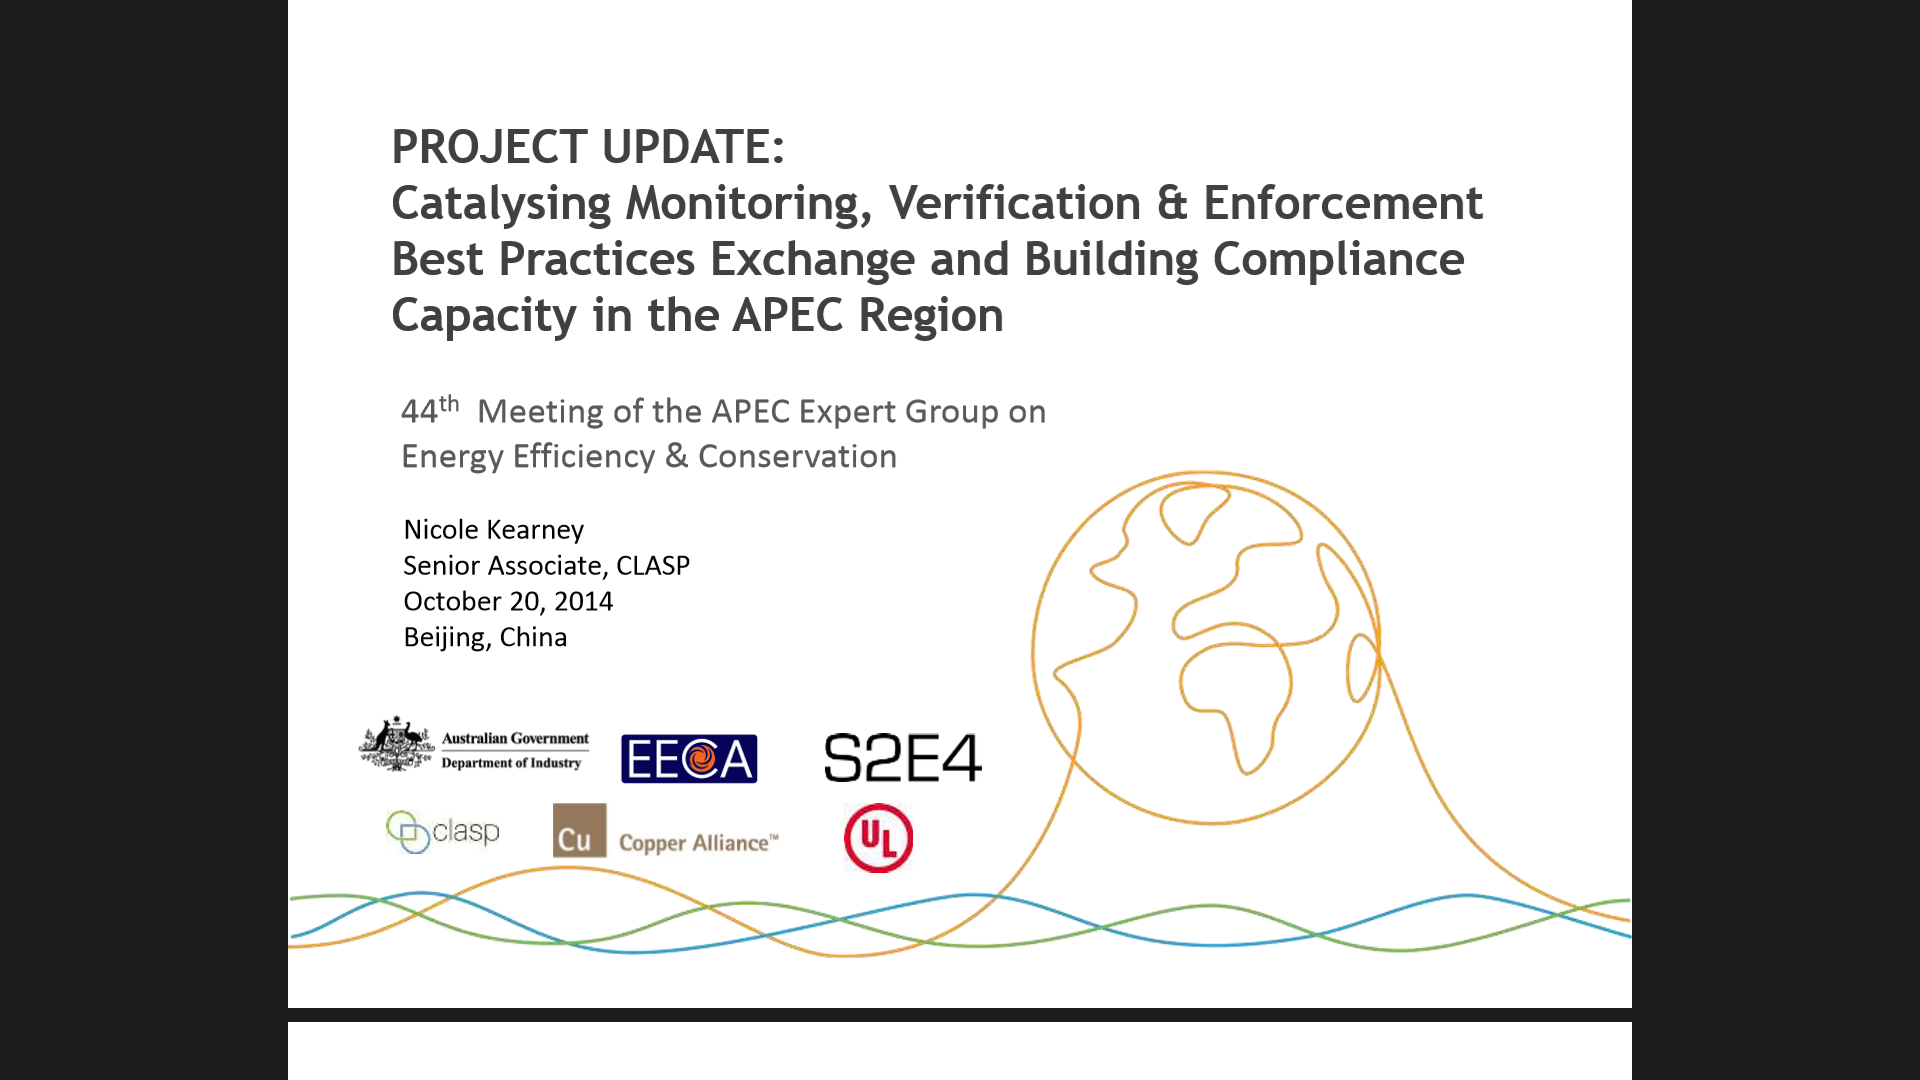 PROJECT UPDATE:
Catalysing Monitoring, Verification & Enforcement
Best Practices Exchange and Building Compliance
Capacity in the APEC Region
44th Meeting of the APEC Expert Group on
Energy Efficiency & Conservation
Nicole Kearney
Senior Associate, CLASP
October 20, 2014
Beijing, China
Australian Government
Department of Industry
EECA
S2E4
clasp
Cu
Copper Alliance™
UL